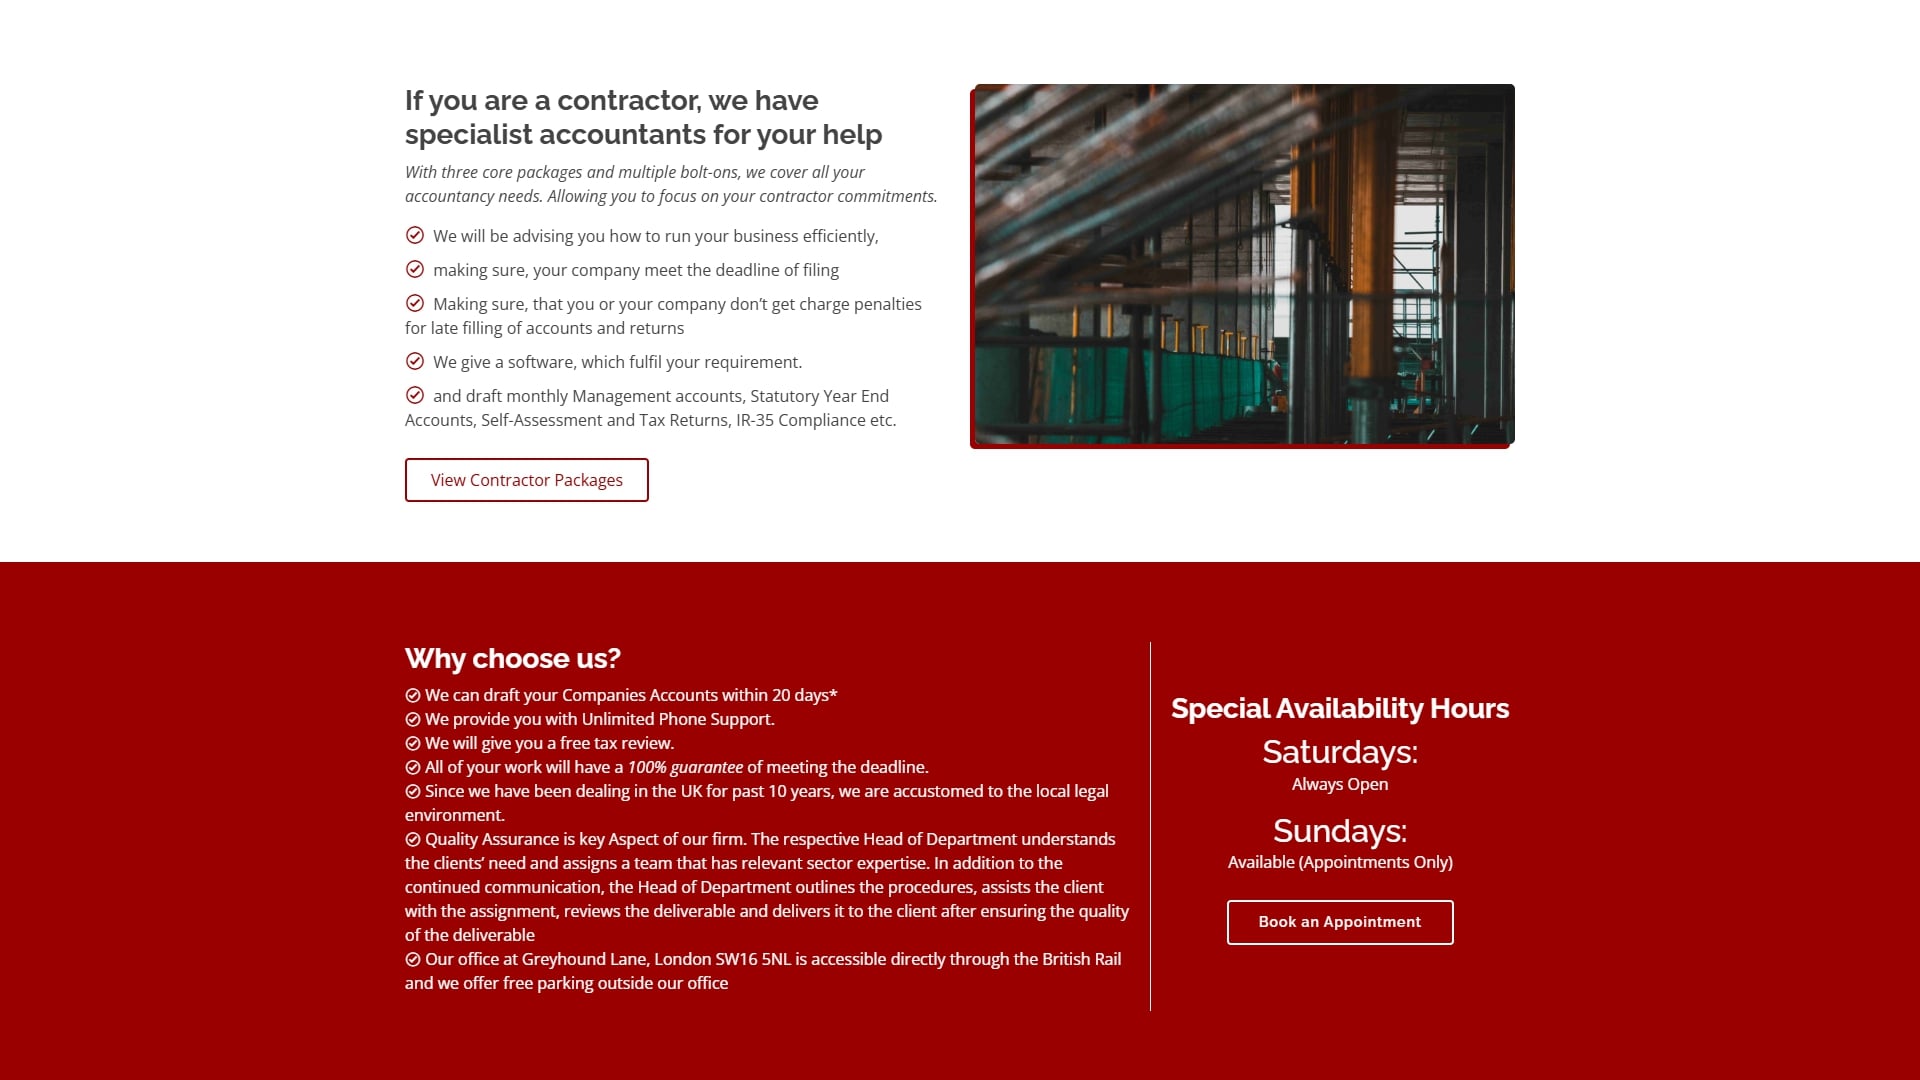 If you are a contractor, we have
specialist accountants for your help
With three core packages and multiple bolt-ons, we cover all your
accountancy needs. Allowing you to focus on your contractor commitments.
We will be advising you how to run your business efficiently,
making sure, your company meet the deadline of filing
Making sure, that you or your company don’t get charge penalties
for late filling of accounts and returns
We give a software, which fulfil your requirement.
and draft monthly Management accounts, Statutory Year End
Accounts, Self-Assessment and Tax Returns, IR-35 Compliance etc.
View Contractor Packages
Why choose us?
We can draft your Companies Accounts within 20 days*
We provide you with Unlimited Phone Support.
We will give you a free tax review.
All of your work will have a 100% guarantee of meeting the deadline.
Since we have been dealing in the UK for past 10 years, we are accustomed to the local legal
environment.
Quality Assurance is key Aspect of our firm. The respective Head of Department understands
the clients’ need and assigns a team that has relevant sector expertise. In addition to the
continued communication, the Head of Department outlines the procedures, assists the client
with the assignment, reviews the deliverable and delivers it to the client after ensuring the quality
of the deliverable
Our office at Greyhound Lane, London SW16 5NL is accessible directly through the British Rail
and we offer free parking outside our office
Special Availability Hours
Saturdays:
Always Open
Sundays:
Available (Appointments Only)
Book an Appointment